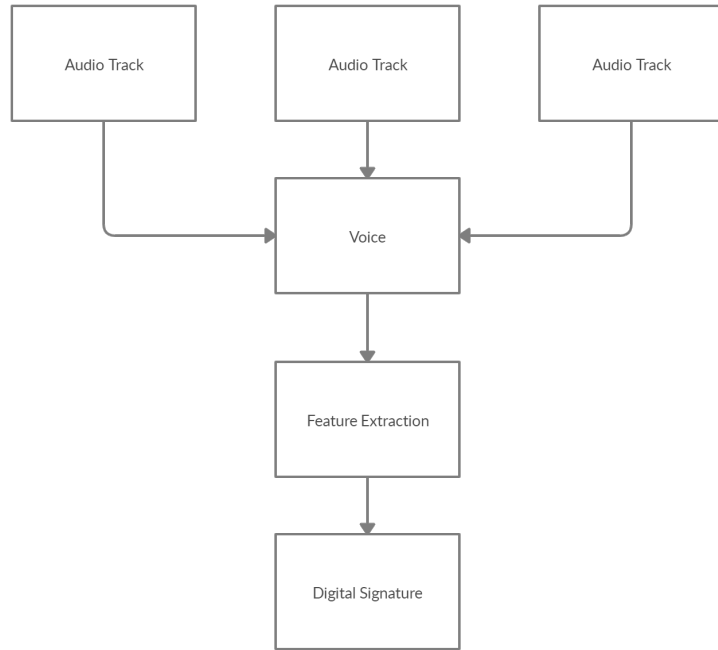 Audio Track
Audio Track
Audio Track
Voice
Feature Extraction
Digital Signature